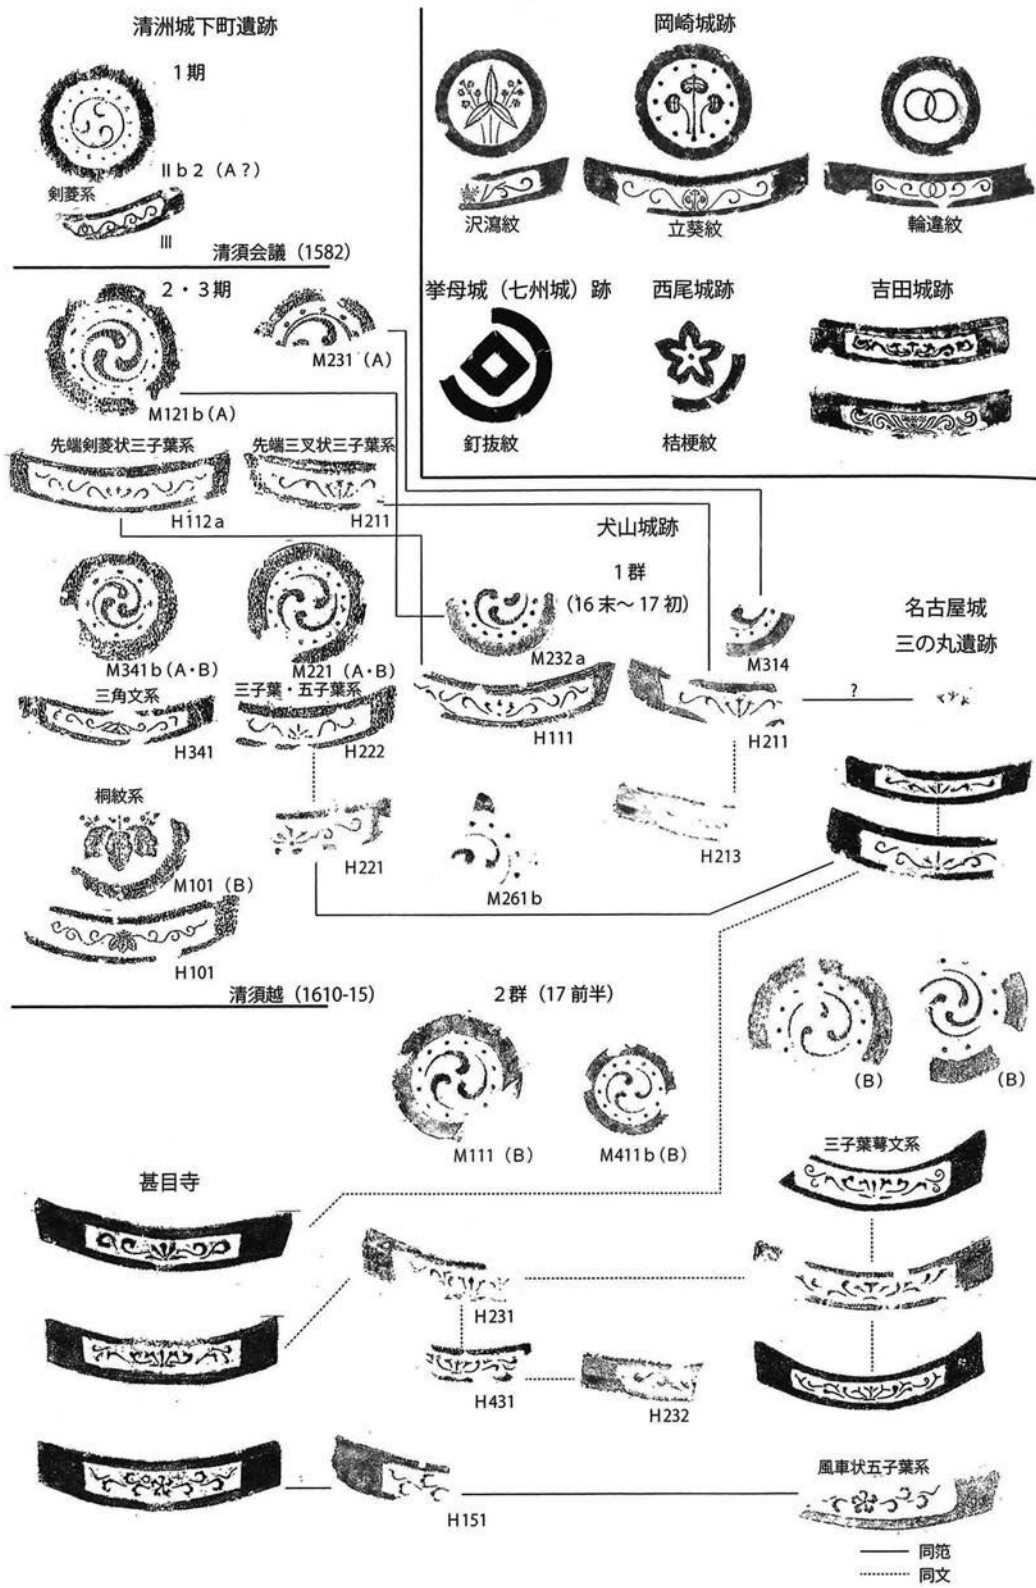 清洲城下町遺跡
1期
Ⅱb2（A？）
剣菱系
Ⅲ
清須会議（1582）
岡崎城跡
沢瀉紋
立葵紋
輪違紋
挙母城（七州城）跡
西尾城跡
吉田城跡
釘抜紋
桔梗紋
2・3期
M231（A）
M121b（A）
先端剣菱状三子葉系
先端三叉状三子葉系
H112a
H211
M341b（A・B）
M221（A・B）
三角文系
三子葉・五子葉系
H341
H222
桐紋系
H221
M101（B）
H101
清須越（1610-15）
犬山城跡
1群
（16末～17初）
M232a
M314
H111
H211
?
M261b
H213
名古屋城
三の丸遺跡
2群（17前半）
M111（B）
M411b（B）
（B）
（B）
三子葉萼文系
甚目寺
H231
H431
H232
H151
風車状五子葉系
同笵
同文